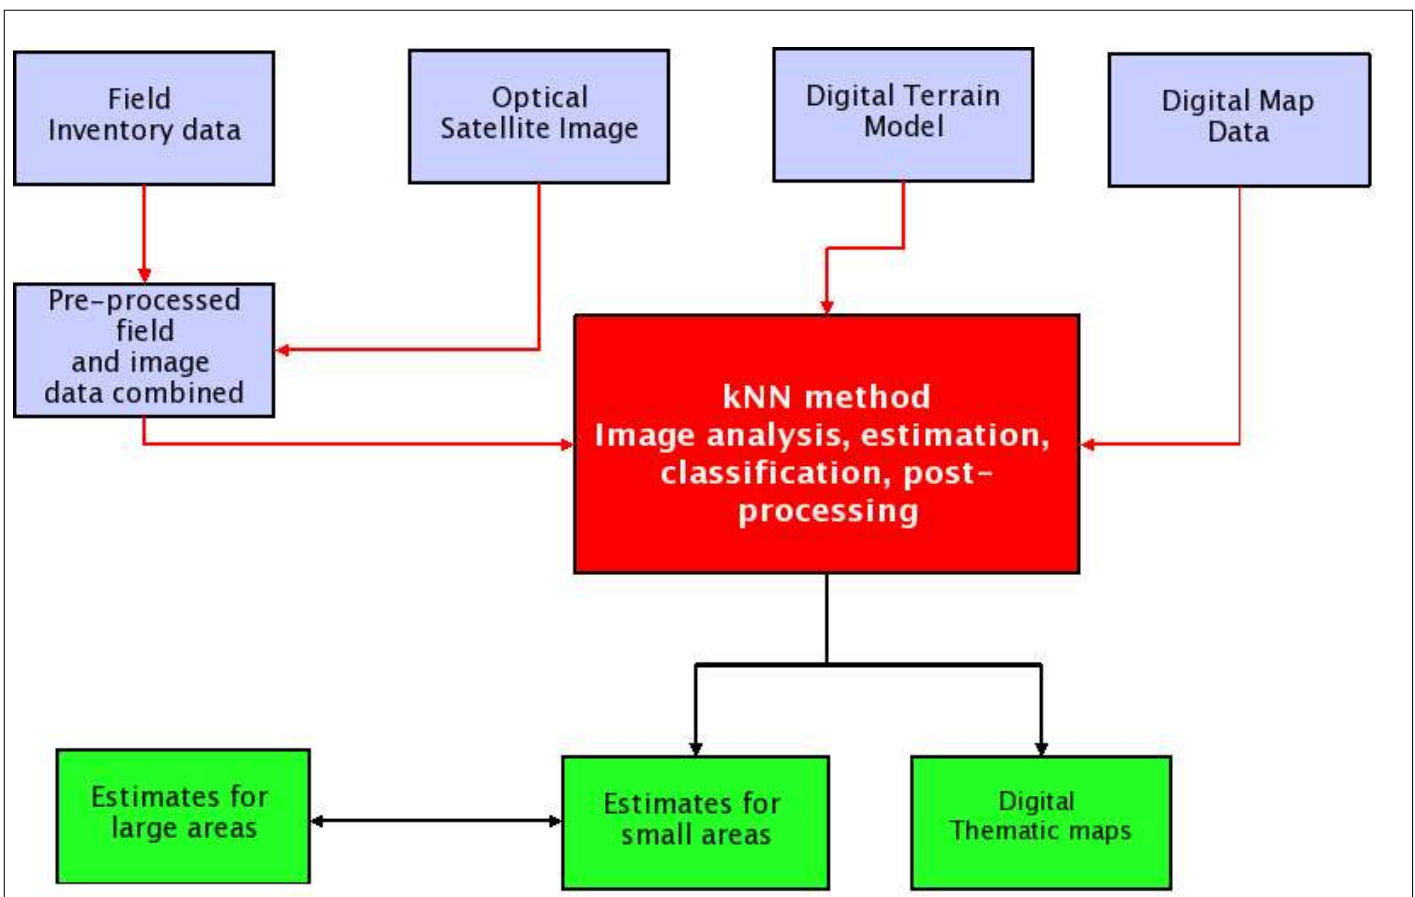 Field
Inventory data
Optical
Satellite Image
Digital Terrain
Model
Digital Map
Data
Pre-processed
field
and image
data combined
kNN method
Image analysis, estimation,
classification, post-
processing
Estimates for
large areas
Estimates for
small areas
Digital
Thematic maps